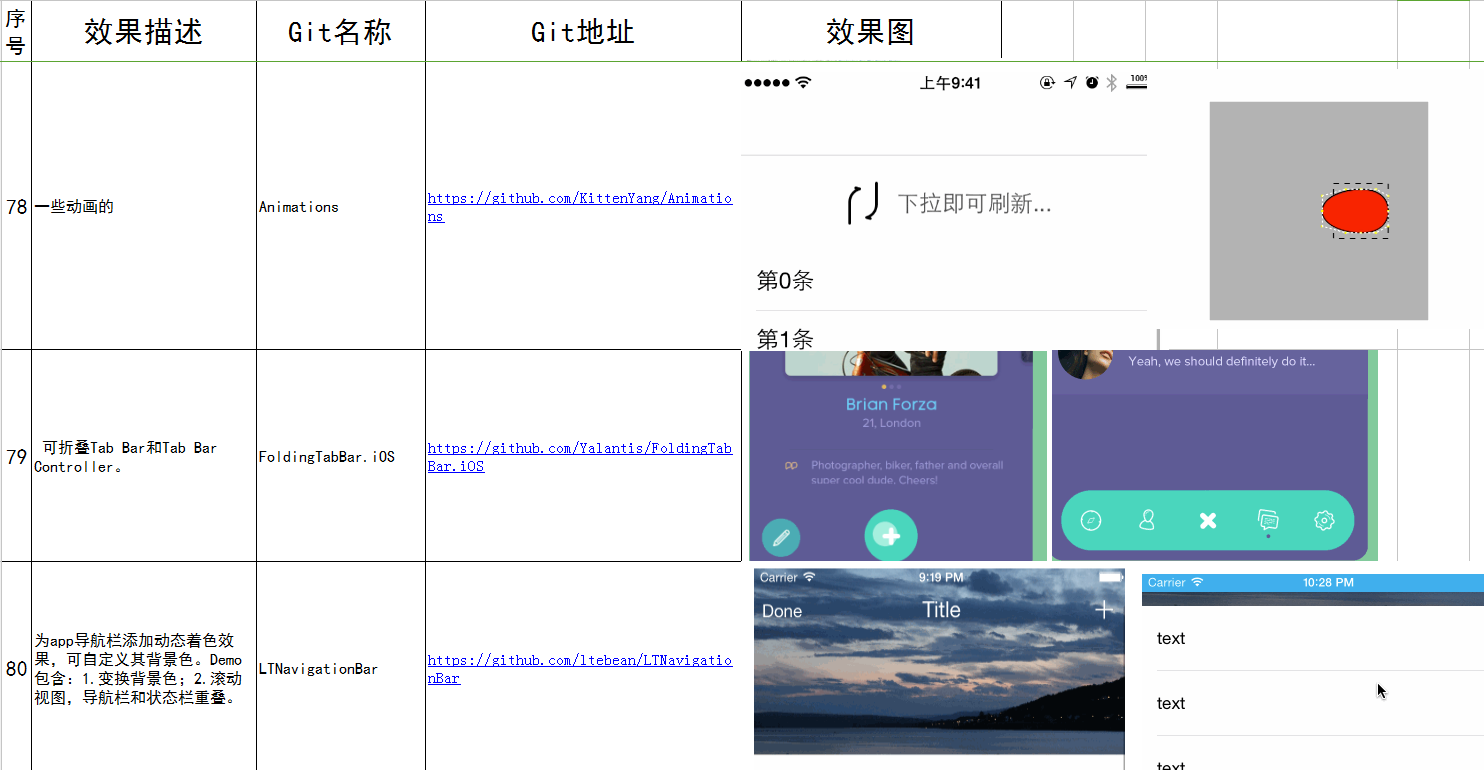 序号
效果描述
Git名称
Git地址
效果图
78
一些动画的
Animations
https://github.com/KittenYang/Animatio
ns
上午9:41
100%
下拉即可刷新...
第0条
第1条
79
可折叠Tab Bar和Tab Bar
Controller。
FoldingTabBar.iOS
https://github.com/Yalantis/FoldingTab
Bar.iOS
Brian Forza
21, London
Photographer, biker, father and overall
super cool dude. Cheers!
Yeah, we should definitely do it...
80
为app导航栏添加动态着色效
果，可自定义其背景色。Demo
包含：1.变换背景色；2.滚动
视图，导航栏和状态栏重叠。
LTNavigationBar
https://github.com/ltebean/LTNavigatio
nBar
Carrier
9:19 PM
Done
Title
Carrier
10:28 PM
text
text
text